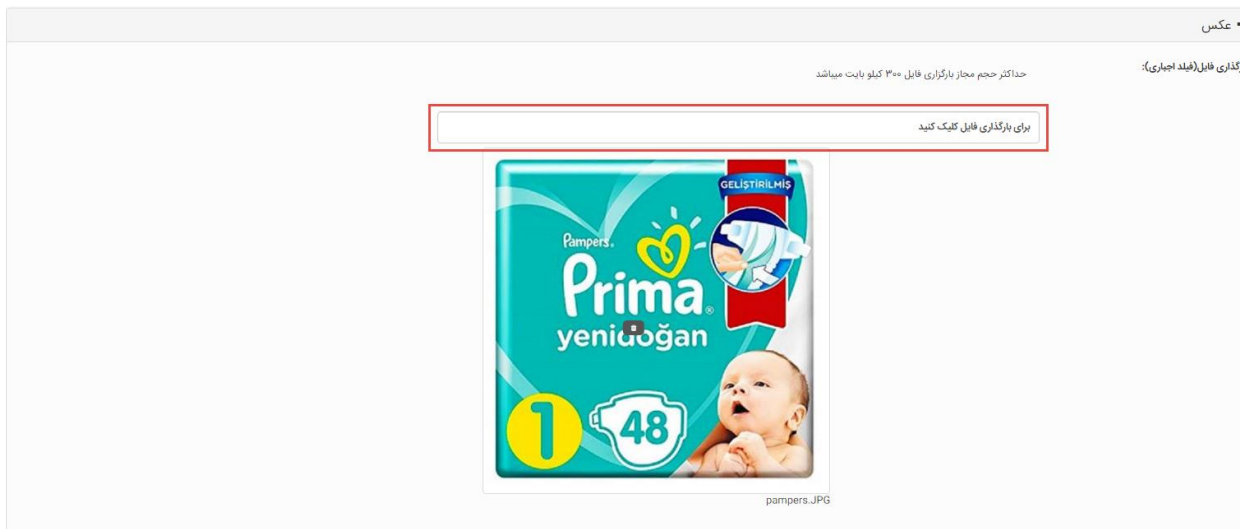 • عکس
گذاری فایل(فیلد اجباری):
حداکثر حجم مجاز بارگزاری فایل ۳۰۰ کیلو بایت میباشد
برای بارگذاری فایل کلیک کنید
GELİŞTİRİLMİŞ
Pampers.
Prima
yenidoğan
1
48
pampers.JPG